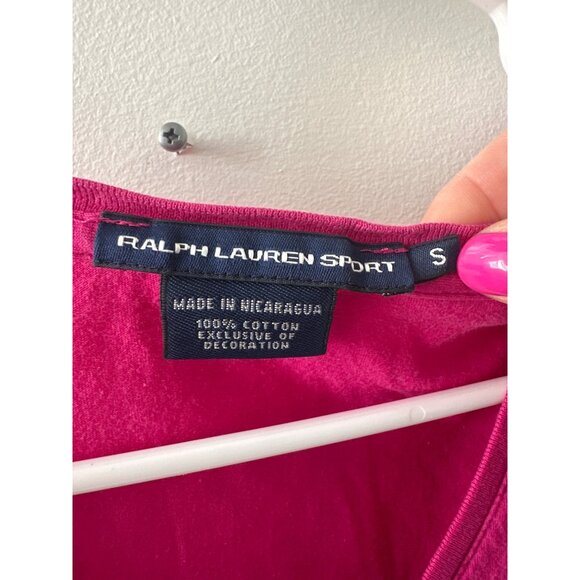 RALPH LAUREN SPORT
S
MADE IN NICARAGUA
100% COTTON
EXCLUSIVE OF
DECORATION